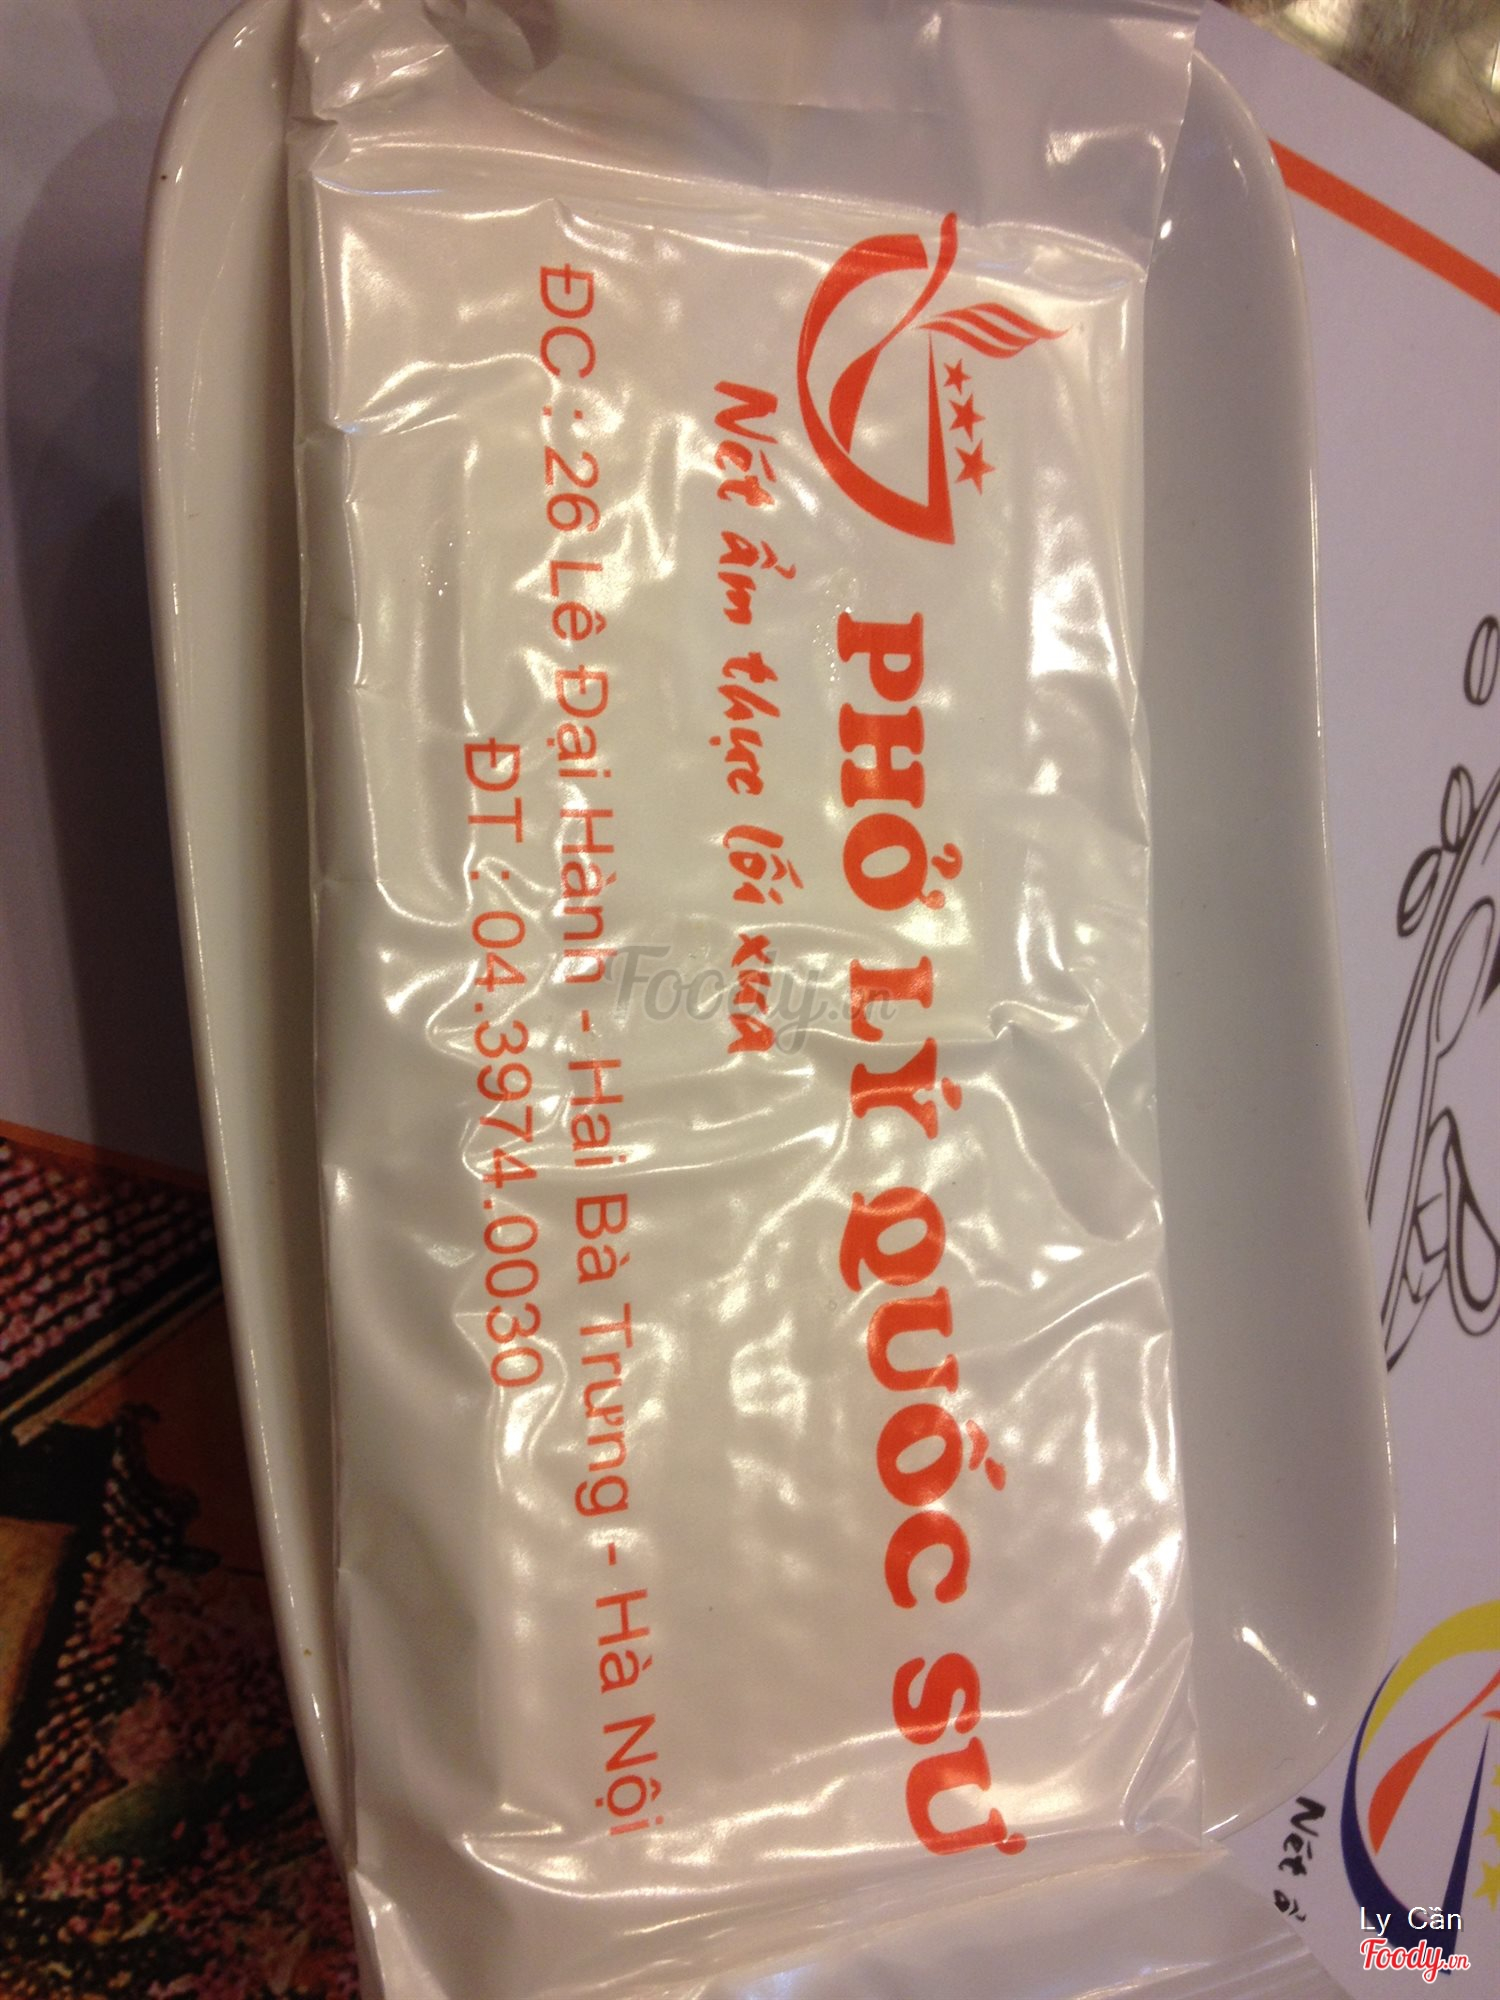 PHỞ LÝ QUỐC SƯ
Nét ẩm thực lối xưa
ĐC : 26 Lê Đại Hành - Hai Bà Trưng - Hà Nội
ĐT : 04.3974.0030
Foody.vn
Nét ẩ
Ly Cần
Foody.vn